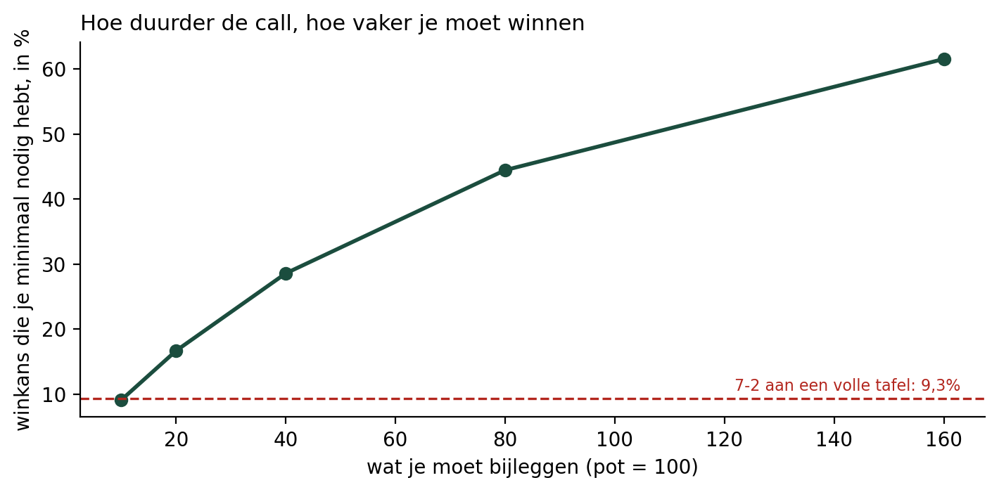 Hoe duurder de call, hoe vaker je moet winnen
winkans die je minimaal nodig hebt, in %
60
50
40
30
20
10
7-2 aan een volle tafel: 9,3%
20 40 60 80 100 120 140 160
wat je moet bijleggen (pot = 100)